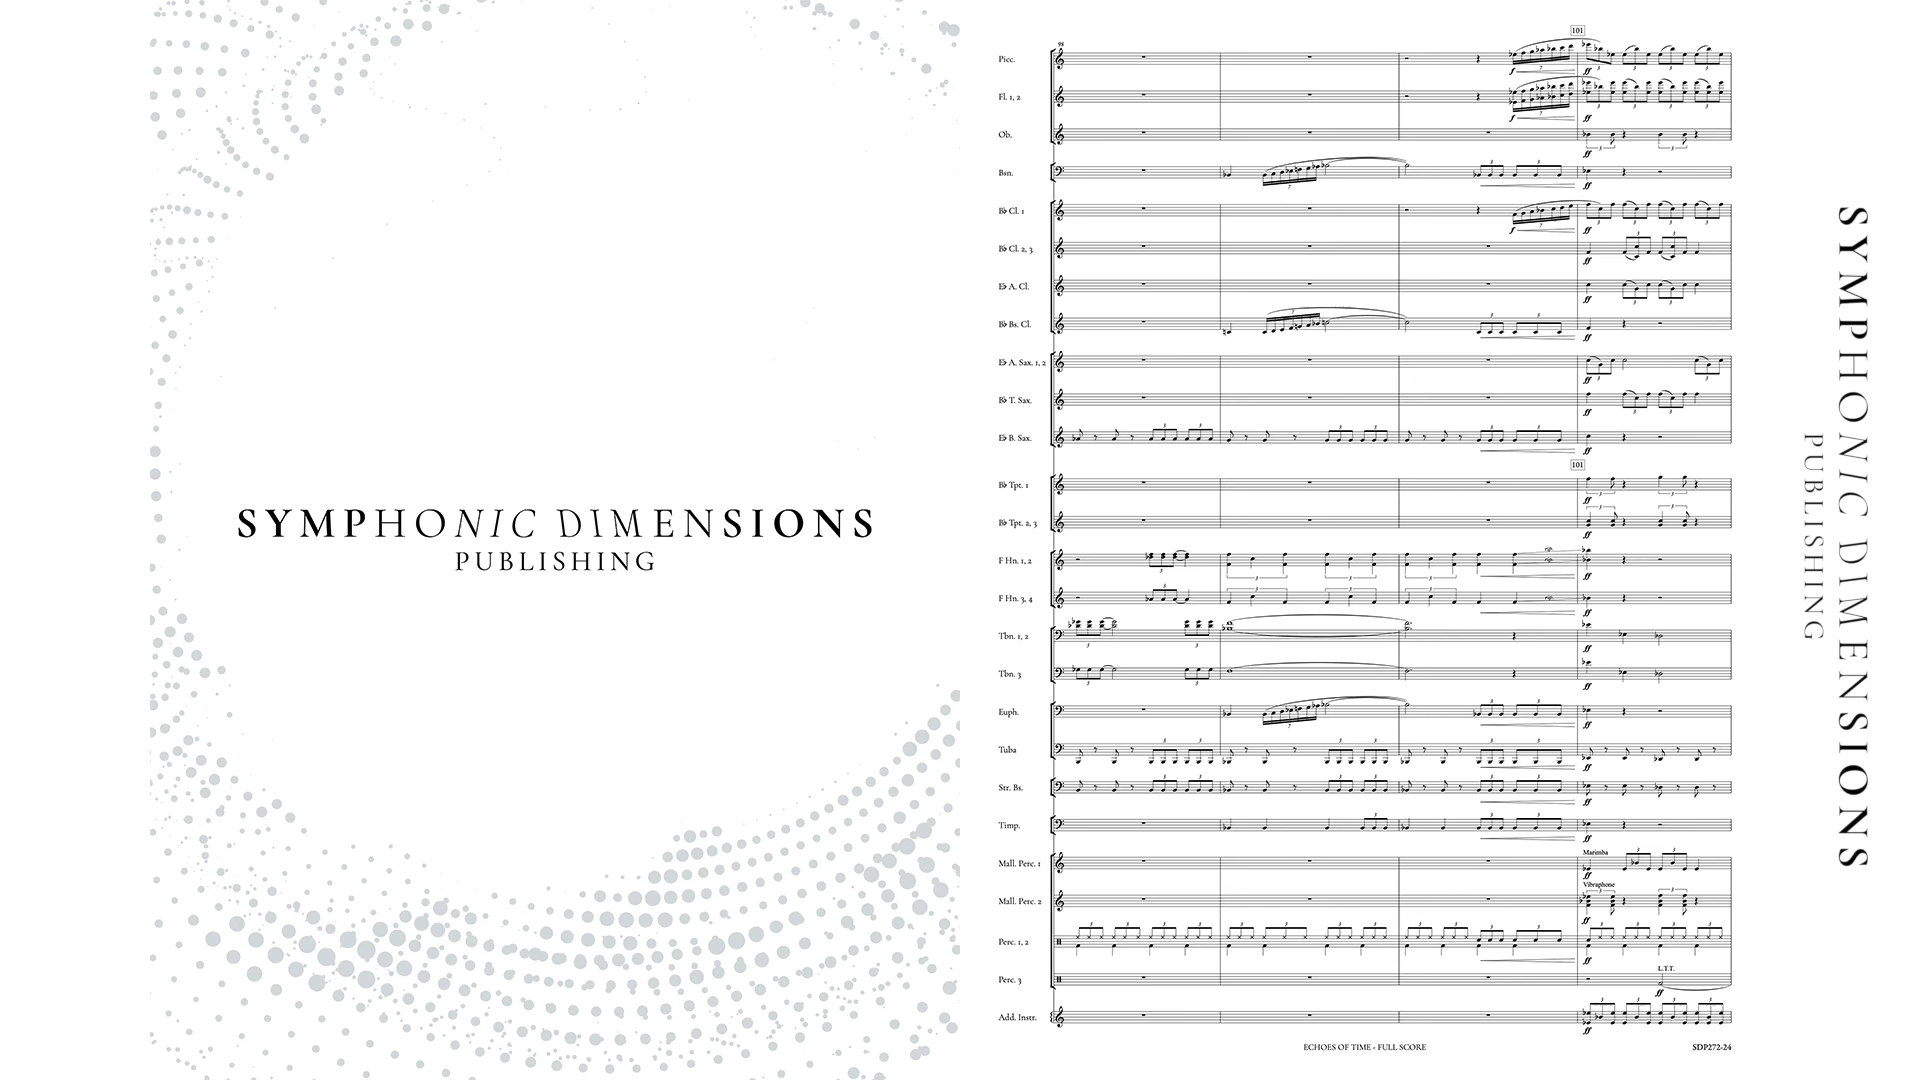 SYMPHONIC DIMENSIONS
PUBLISHING
98
101
Picc.
Fl. 1, 2
Ob.
Bsn.
B♭ Cl. 1
B♭ Cl. 2, 3
E♭ A. Cl.
B♭ Bs. Cl.
E♭ A. Sax. 1, 2
B♭ T. Sax.
E♭ B. Sax.
101
B♭ Tpt. 1
B♭ Tpt. 2, 3
F Hn. 1, 2
F Hn. 3, 4
Tbn. 1, 2
Tbn. 3
Euph.
Tuba
Str. Bs.
Timp.
Mall. Perc. 1
Marimba
Mall. Perc. 2
Vibraphone
Perc. 1, 2
Perc. 3
L.T.T.
Add. Instr.
ECHOES OF TIME - FULL SCORE
SDP272-24
SYMPHONIC DIMENSIONS
PUBLISHING